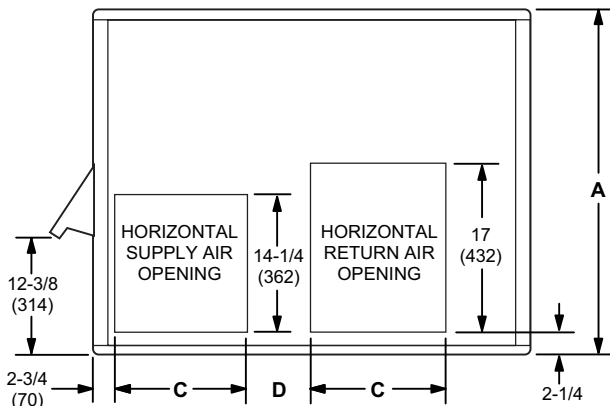 HORIZONTAL
SUPPLY AIR
OPENING
14-1/4
(362)
HORIZONTAL
RETURN AIR
OPENING
17
(432)
A
12-3/8
(314)
2-3/4
(70)
C
D
C
2-1/4